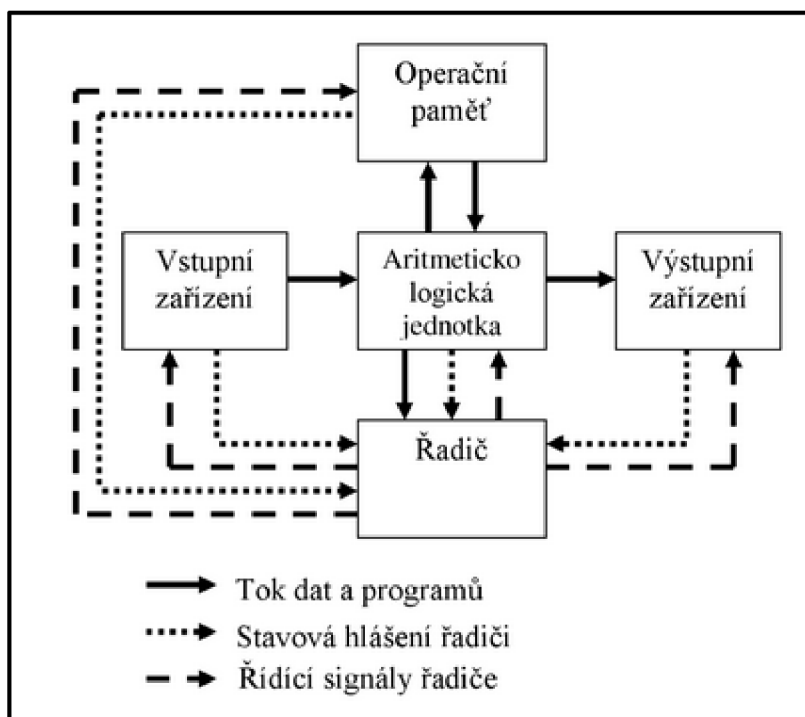 Operační
paměť
Vstupní
zařízení
Aritmeticko
logická
jednotka
Výstupní
zařízení
Řadič
Tok dat a programů
Stavová hlášení řadiči
Řídící signály řadiče